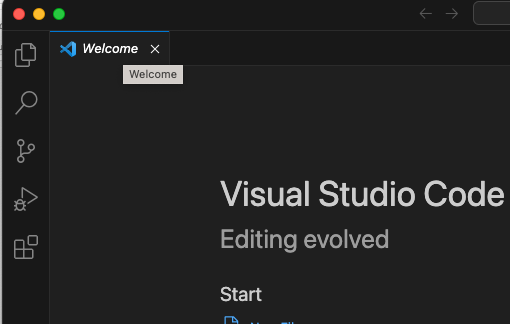 Welcome
Welcome
Visual Studio Code
Editing evolved
Start